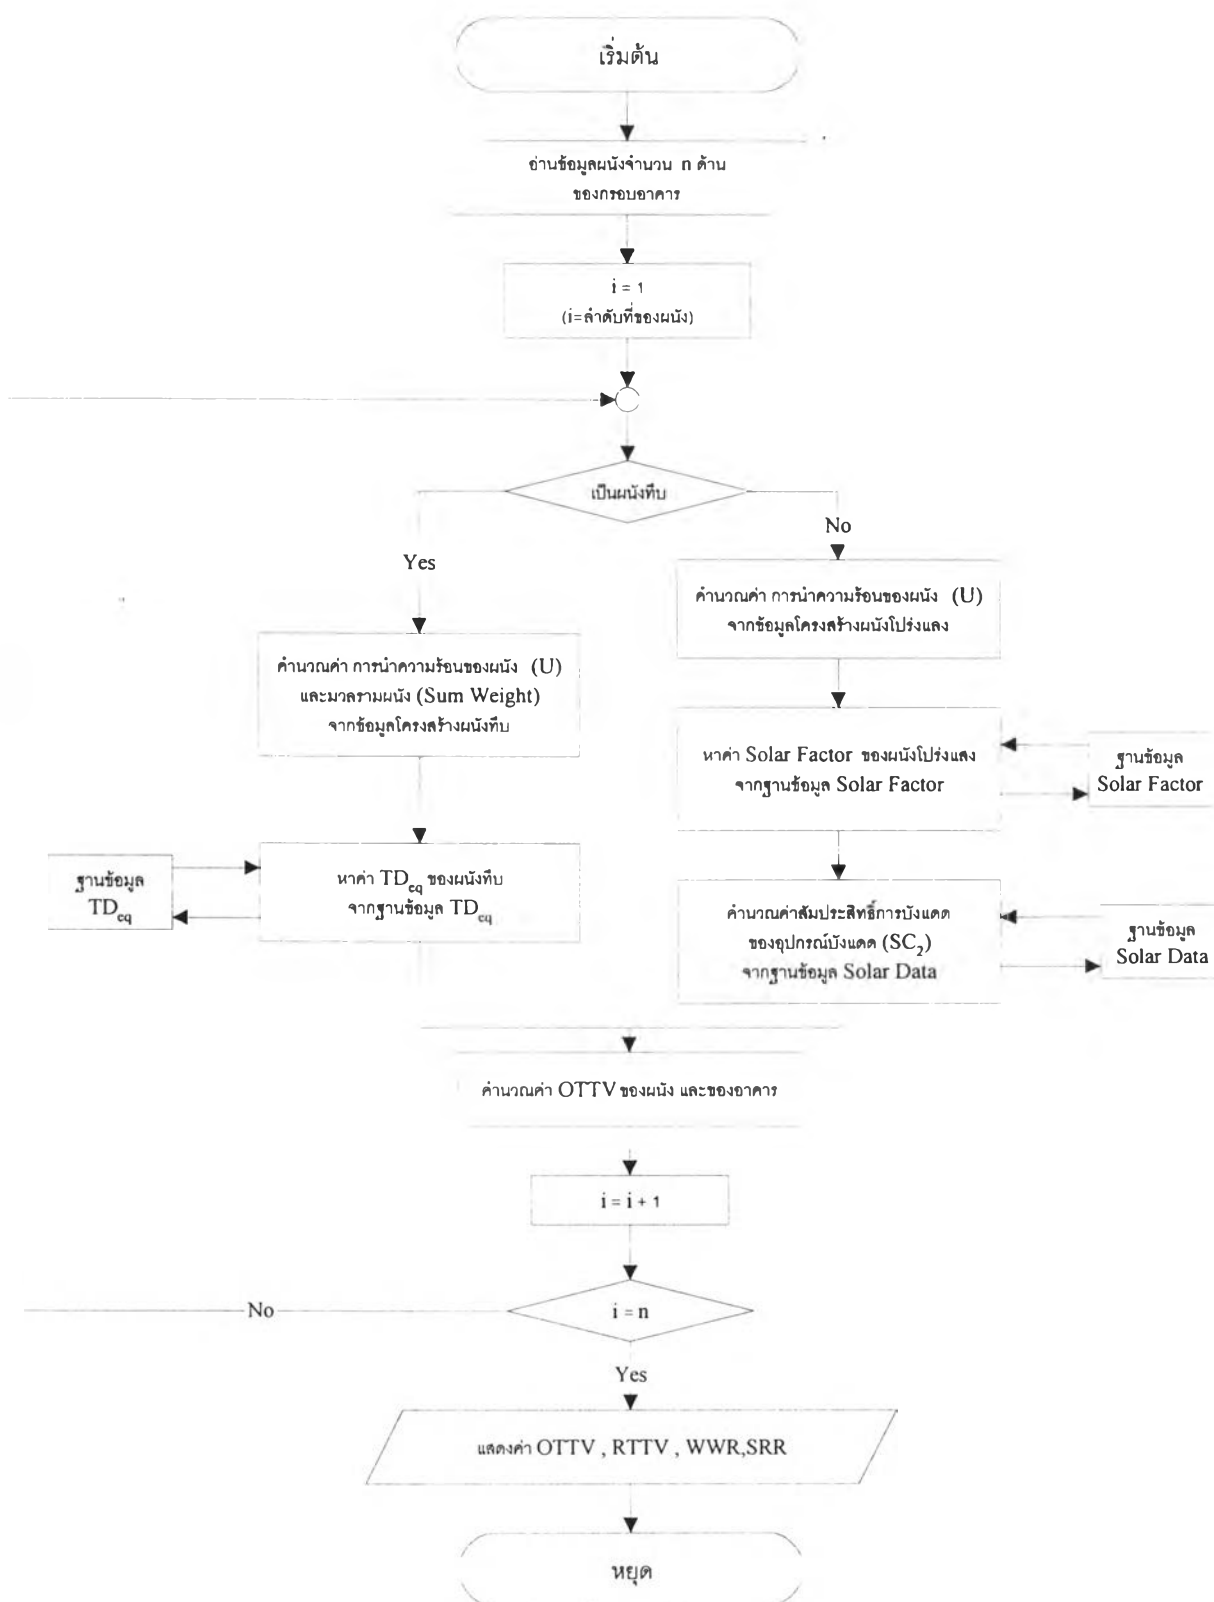 เริ่มต้น
อ่านข้อมูลผนังจำนวน n ด้าน
ของกรอบอาคาร
i = 1
(i=ลำดับที่ของผนัง)
เป็นผนังทึบ
Yes
No
คำนวณค่า การนำความร้อนของผนัง (U)
และมวลรวมผนัง (Sum Weight)
จากข้อมูลโครงสร้างผนังทึบ
คำนวณค่า การนำความร้อนของผนัง (U)
จากข้อมูลโครงสร้างผนังโปร่งแสง
หาค่า Solar Factor ของผนังโปร่งแสง
จากฐานข้อมูล Solar Factor
ฐานข้อมูล
Solar Factor
ฐานข้อมูล
TDeq
หาค่า TDeq ของผนังทึบ
จากฐานข้อมูล TDeq
คำนวณค่าสัมประสิทธิ์การบังแดด
ของอุปกรณ์บังแดด (SC2)
จากฐานข้อมูล Solar Data
ฐานข้อมูล
Solar Data
คำนวณค่า OTTV ของผนัง และของอาคาร
i = i + 1
i = n
No
Yes
แสดงค่า OTTV , RTTV , WWR,SRR
หยุด